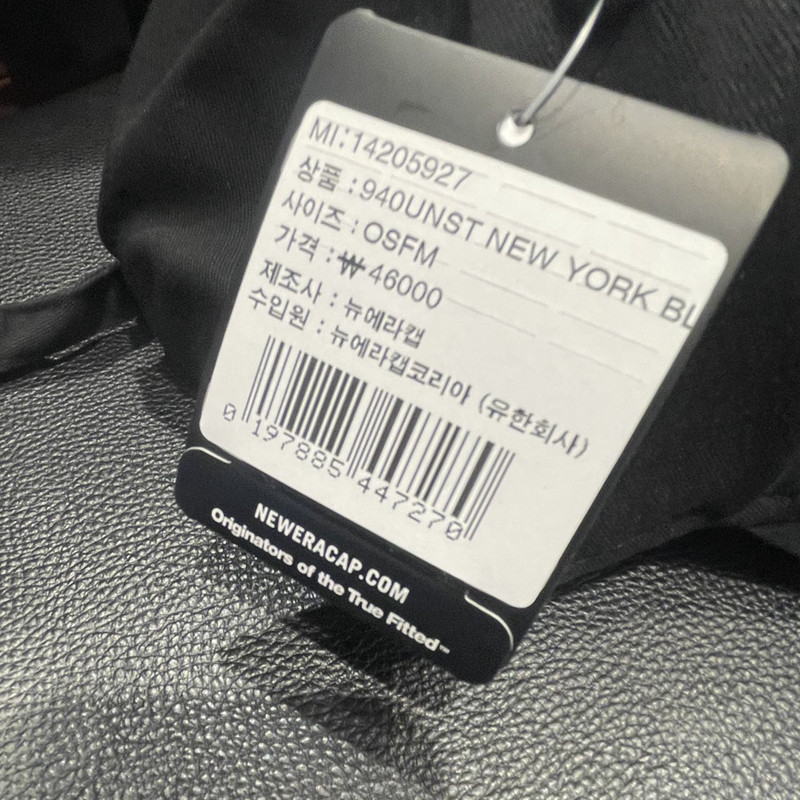 MI:14205927
상품 : 940UNST NEW YORK BL
사이즈 : OSFM
가격 : ₩46000
제조사 : 뉴에라캡
수입원 : 뉴에라캡코리아 (유한회사)
0 197885 447270
NEWERACAP.COM
Originators of the True Fitted™